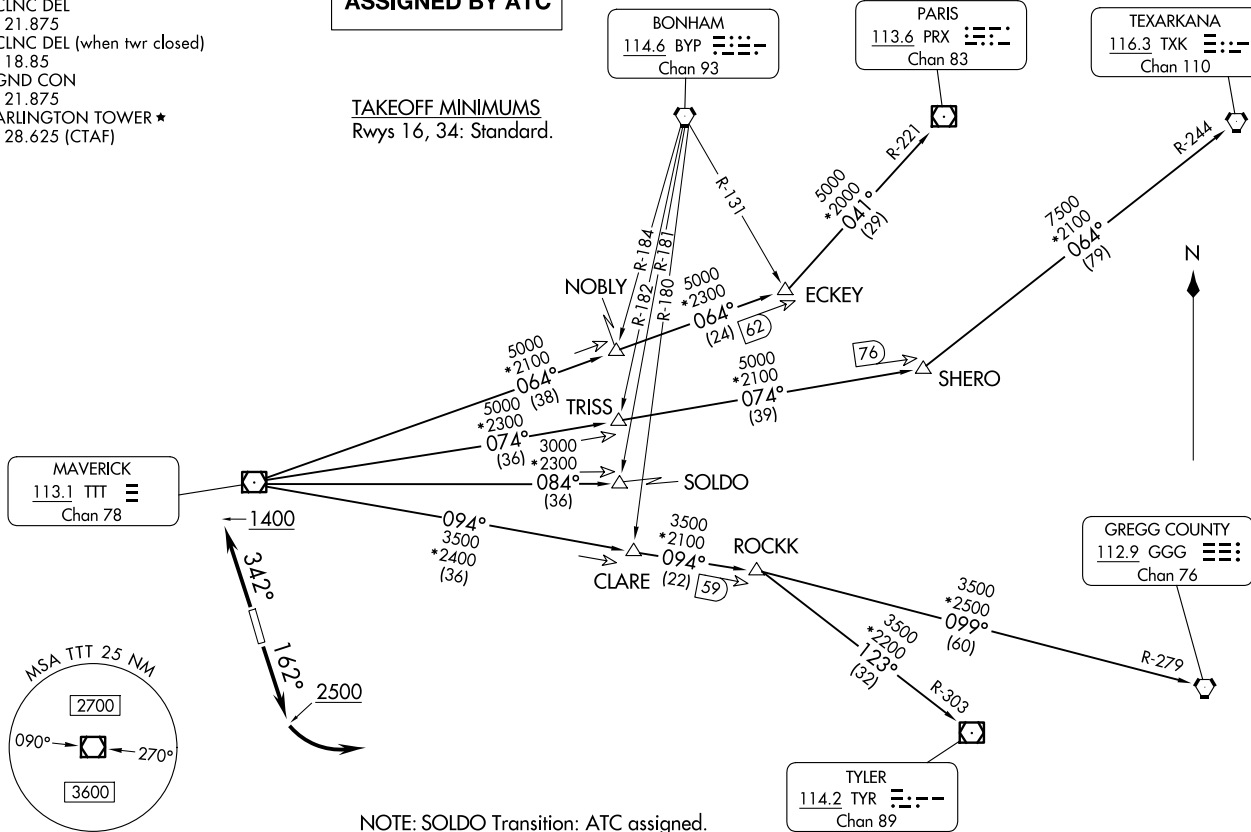 CLNC DEL
21.875
CLNC DEL (when twr closed)
18.85
GND CON
21.875
ARLINGTON TOWER ★
28.625 (CTAF)
ASSIGNED BY ATC
TAKEOFF MINIMUMS
Rwys 16, 34: Standard.
BONHAM
114.6 BYP
Chan 93
PARIS
113.6 PRX
Chan 83
TEXARKANA
116.3 TXK
Chan 110
R-221
R-244
R-131
R-184
R-181
R-182
R-180
5000
*2000
041°
(29)
7500
*2100
064°
(79)
N
NOBLY
5000
*2300
064°
(24)
62
ECKEY
5000
*2100
064°
(38)
TRISS
5000
*2100
074°
(39)
76
SHERO
5000
*2300
074°
(36)
3000
*2300
084°
(36)
SOLDO
MAVERICK
113.1 TTT
Chan 78
094°
3500
*2400
(36)
CLARE
3500
*2100
094°
(22)
59
ROCKK
3500
*2500
099°
(60)
R-279
GREGG COUNTY
112.9 GGG
Chan 76
3500
*2200
123°
(32)
R-303
TYLER
114.2 TYR
Chan 89
1400
342°
162°
2500
MSA TTT 25 NM
2700
090°
270°
3600
NOTE: SOLDO Transition: ATC assigned.